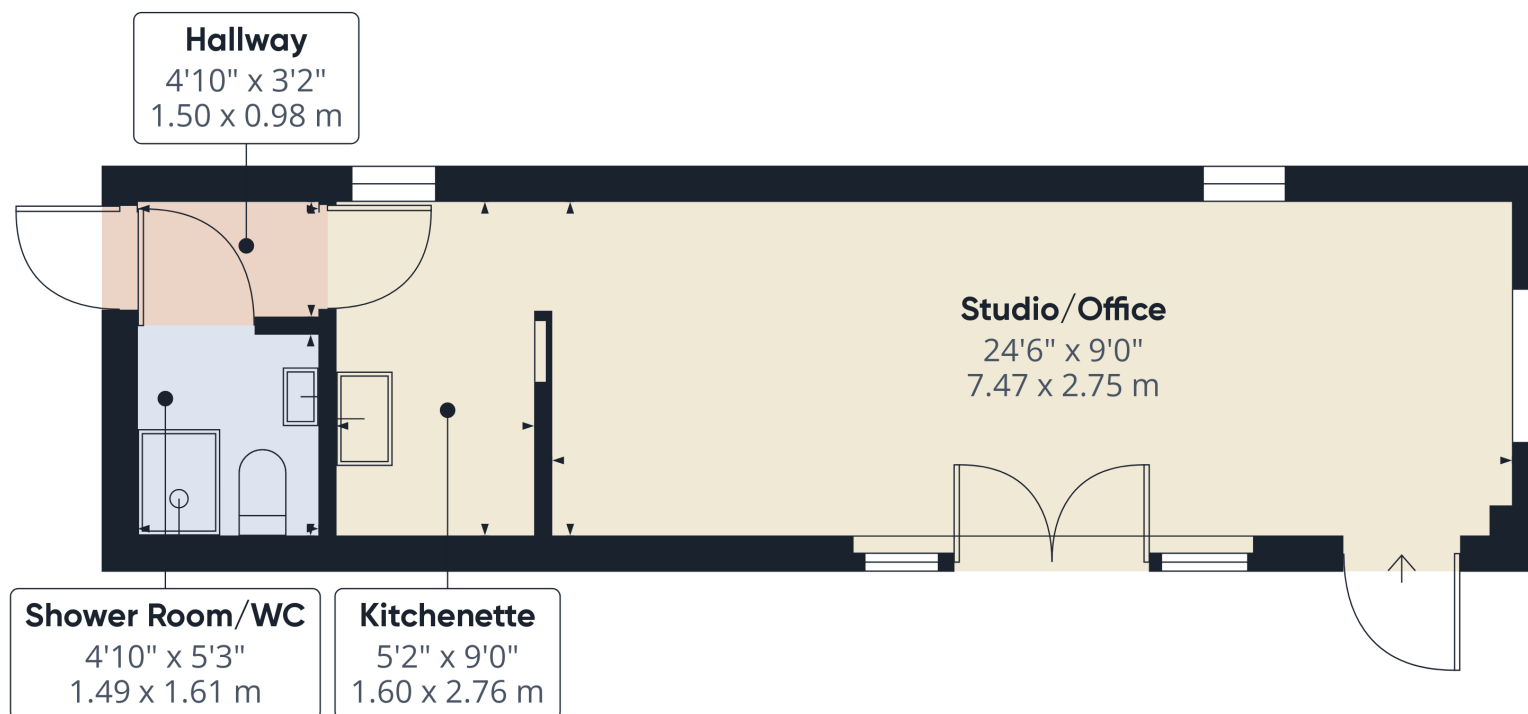 Hallway
4'10" x 3'2"
1.50 x 0.98 m
Studio/Office
24'6" x 9'0"
7.47 x 2.75 m
Shower Room/WC
4'10" x 5'3"
1.49 x 1.61 m
Kitchenette
5'2" x 9'0"
1.60 x 2.76 m